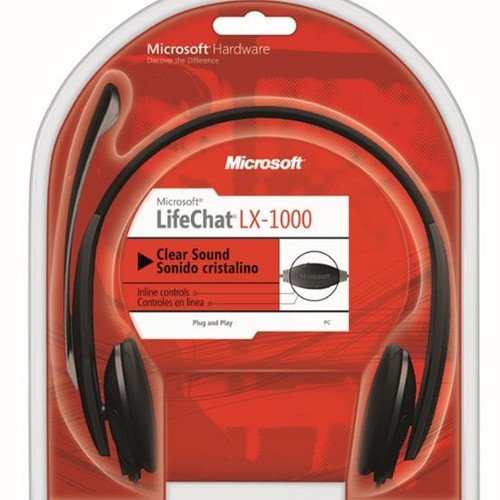 Microsoft® Hardware
Discover the Difference
Microsoft®
Microsoft®
LifeChat® LX-1000
Clear Sound
Sonido cristalino
Microsoft
Inline controls
Controles en línea
Plug and Play
PC